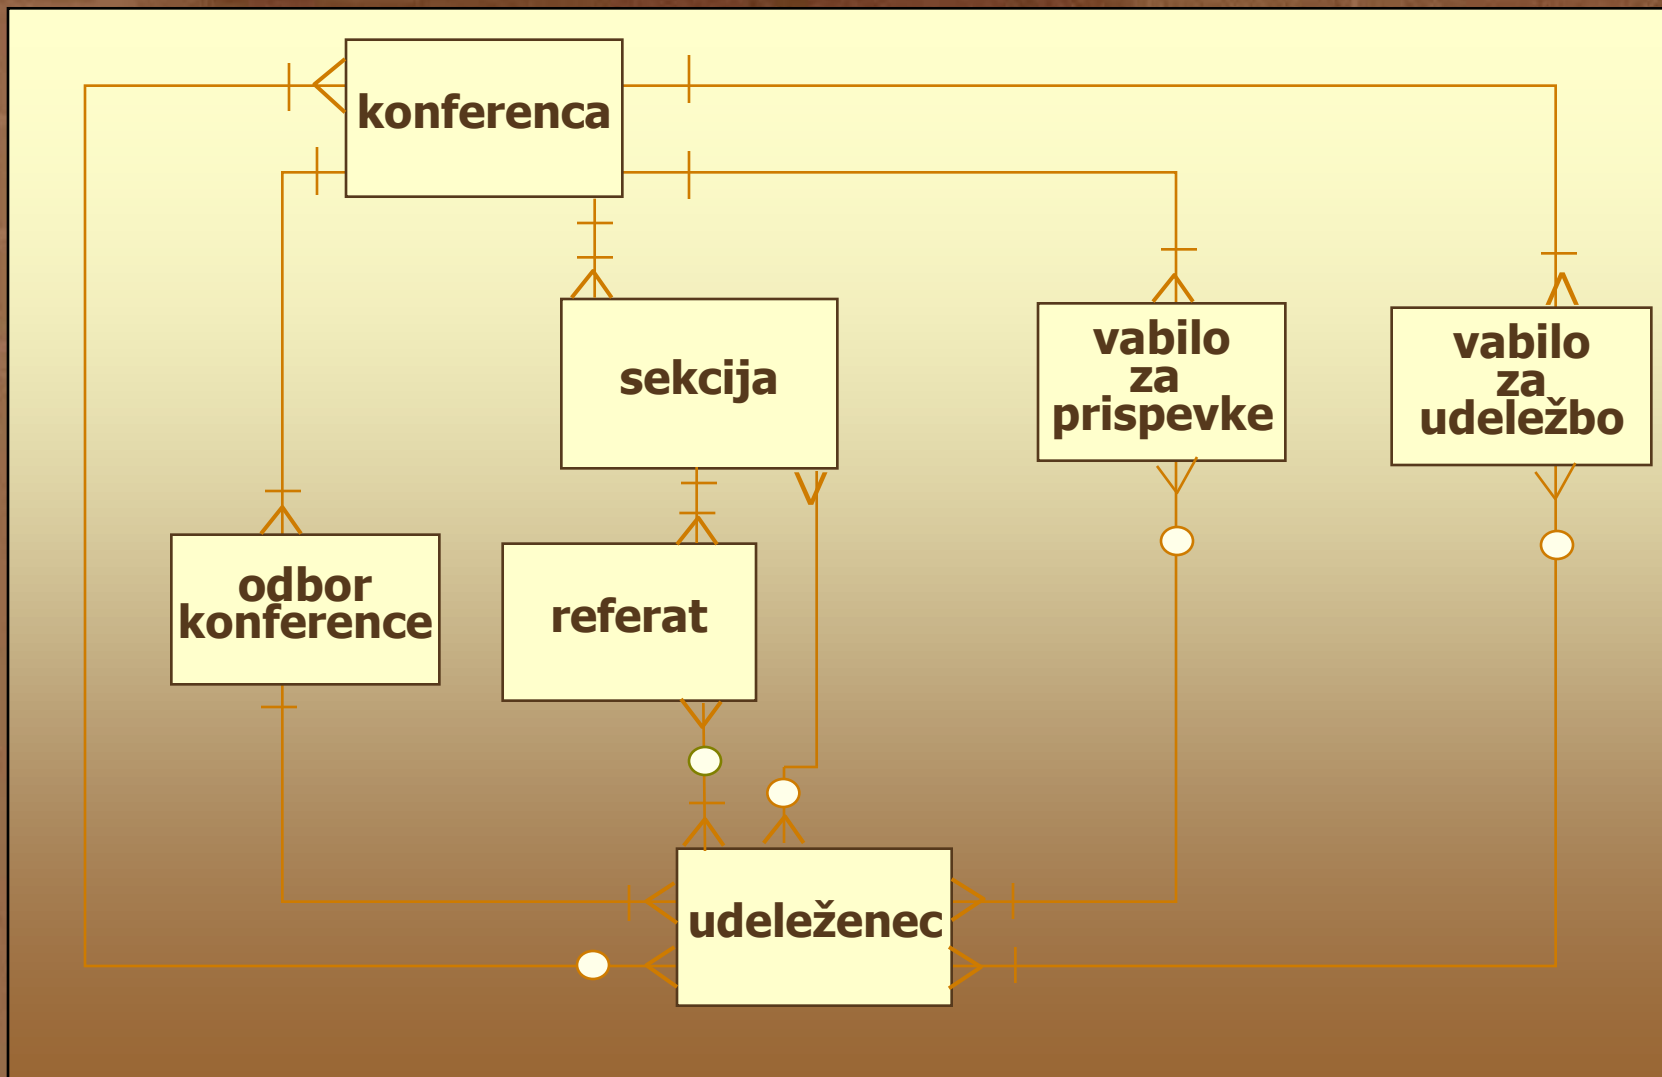 konferenca
sekcija
vabilo
za
prispevke
vabilo
za
udeležbo
odbor
konference
referat
udeleženec